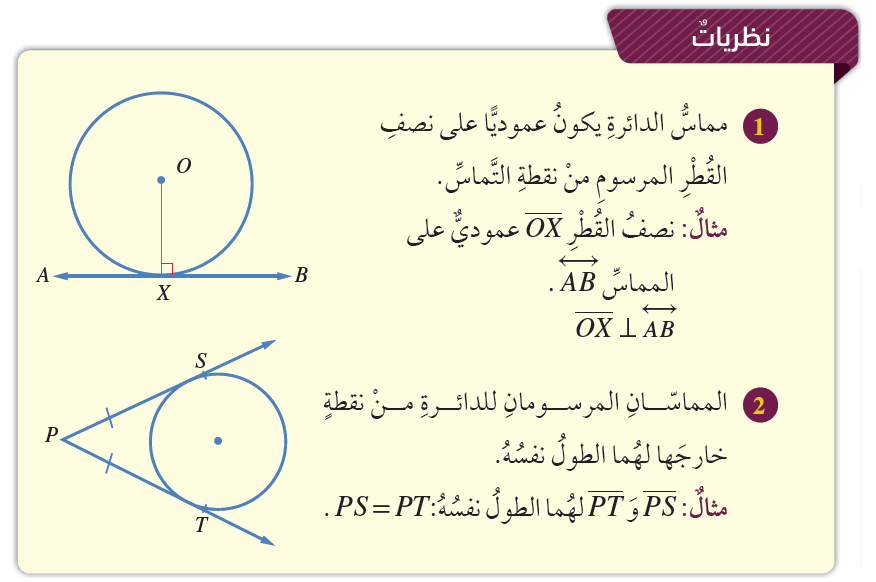 نظرياتٌ
1 مماسُّ الدائرةِ يكونُ عموديًّا على نصفِ
القُطْرِ المرسومِ منْ نقطةِ التَّماسِّ.
مثالٌ: نصفُ القُطْرِ OX عموديٌّ على
المماسِّ AB .
OX ⊥ AB
O
A
X
B
2 المماسّانِ المرسومانِ للدائرةِ منْ نقطةٍ
خارجَها لهُما الطولُ نفسُهُ.
مثالٌ: PS وَ PT لهُما الطولُ نفسُهُ: PS = PT .
S
P
T